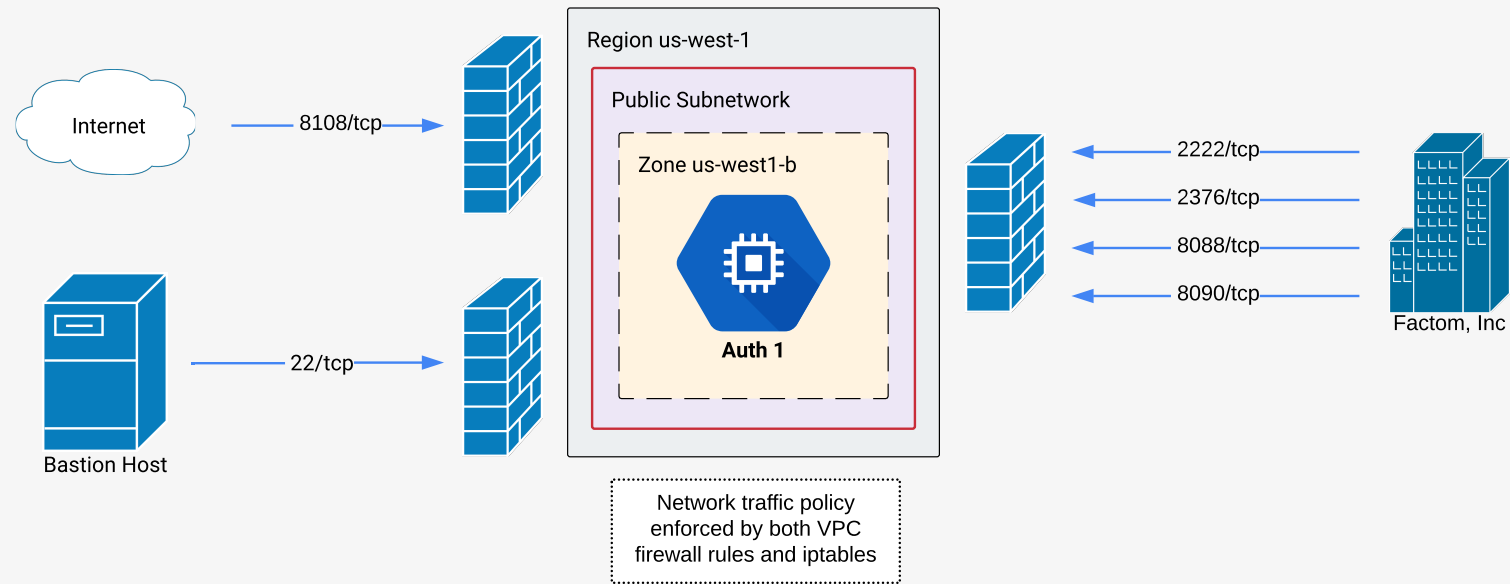 Region us-west-1
Public Subnetwork
Zone us-west1-b
Auth 1
Internet
8108/tcp
Bastion Host
22/tcp
2222/tcp
2376/tcp
8088/tcp
8090/tcp
Factom, Inc
Network traffic policy
enforced by both VPC
firewall rules and iptables